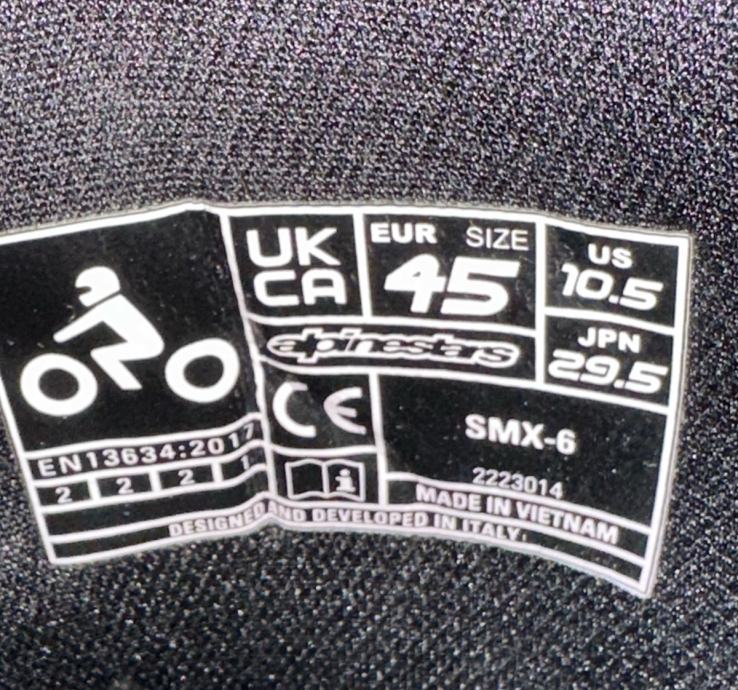 UK
CA
EUR SIZE
45
US
10.5
alpinestars
JPN
29.5
CE
SMX-6
EN13634:2017
2 2 2 1
2223014
MADE IN VIETNAM
DESIGNED AND DEVELOPED IN ITALY